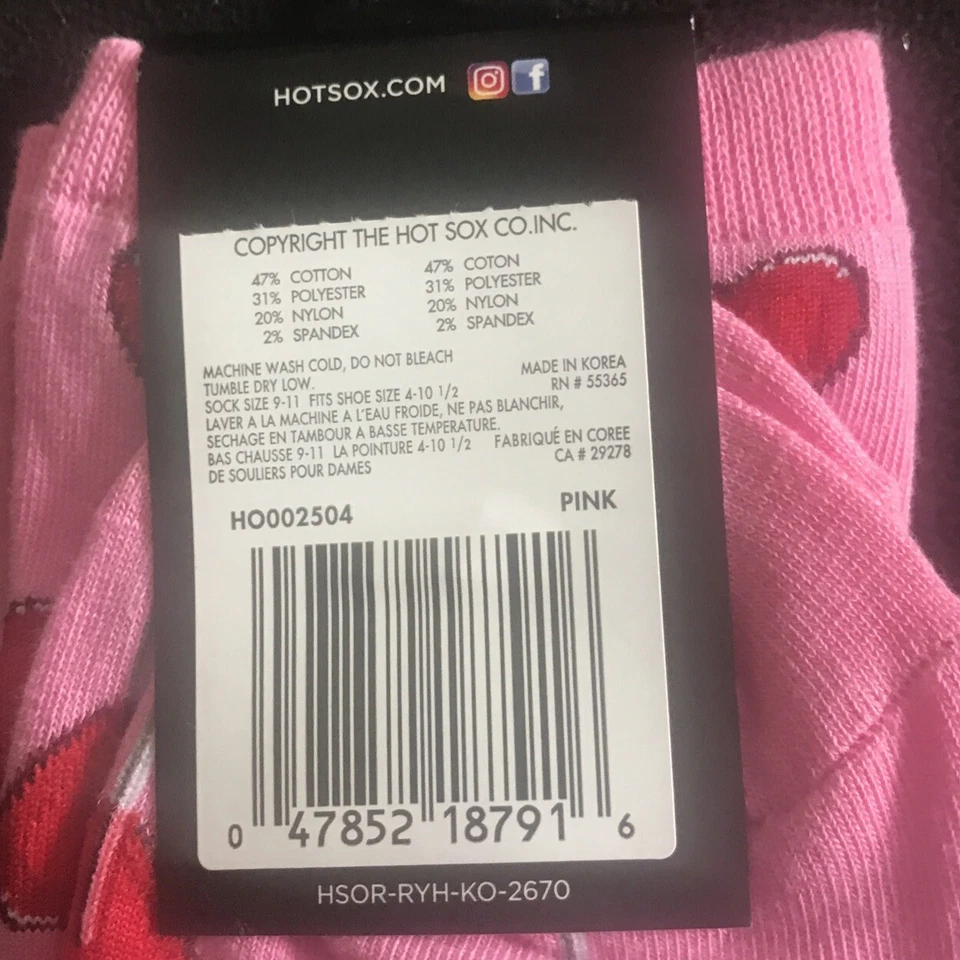 HOTSOX.COM
COPYRIGHT THE HOT SOX CO.INC.
47% COTTON 47% COTON
31% POLYESTER 31% POLYESTER
20% NYLON 20% NYLON
2% SPANDEX 2% SPANDEX
MACHINE WASH COLD, DO NOT BLEACH
TUMBLE DRY LOW. MADE IN KOREA
SOCK SIZE 9-11 FITS SHOE SIZE 4-10 1/2 RN # 55365
LAVER A LA MACHINE A L'EAU FROIDE, NE PAS BLANCHIR,
SECHAGE EN TAMBOUR A BASSE TEMPERATURE.
BAS CHAUSSE 9-11 LA POINTURE 4-10 1/2 FABRIQUÉ EN COREE
DE SOULIERS POUR DAMES CA # 29278
HO002504 PINK
0 47852 18791 6
HSOR-RYH-KO-2670